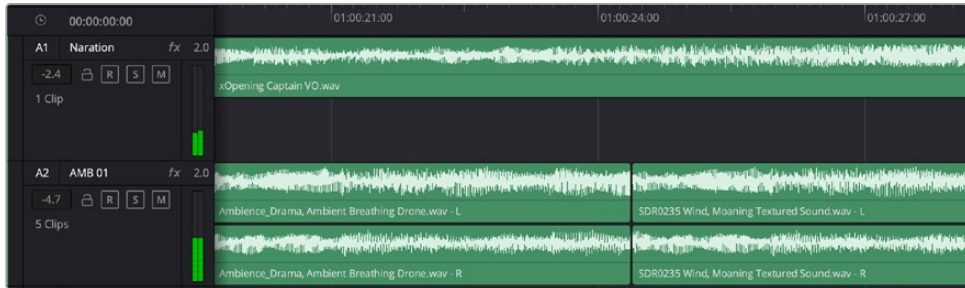 00:00:00:00 01:00:21:00 01:00:24:00 01:00:27:00
A1 Naration fx 2.0
-2.4 R S M
xOpening Captain VO.wav
1 Clip
A2 AMB 01 fx 2.0
-4.7 R S M
Ambience_Drama, Ambient Breathing Drone.wav - L SDR0235 Wind, Moaning Textured Sound.wav - L
5 Clips
Ambience_Drama, Ambient Breathing Drone.wav - R SDR0235 Wind, Moaning Textured Sound.wav - R